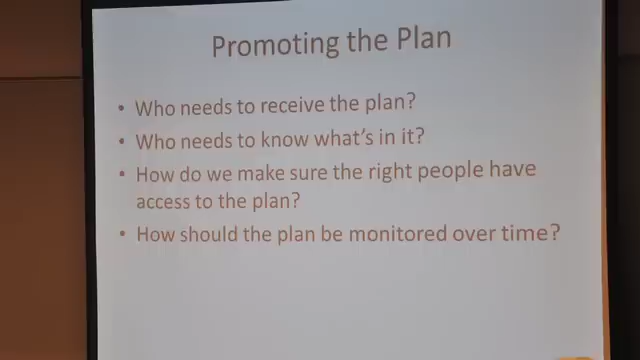 Promoting the Plan
• Who needs to receive the plan?
• Who needs to know what's in it?
• How do we make sure the right people have
access to the plan?
• How should the plan be monitored over time?